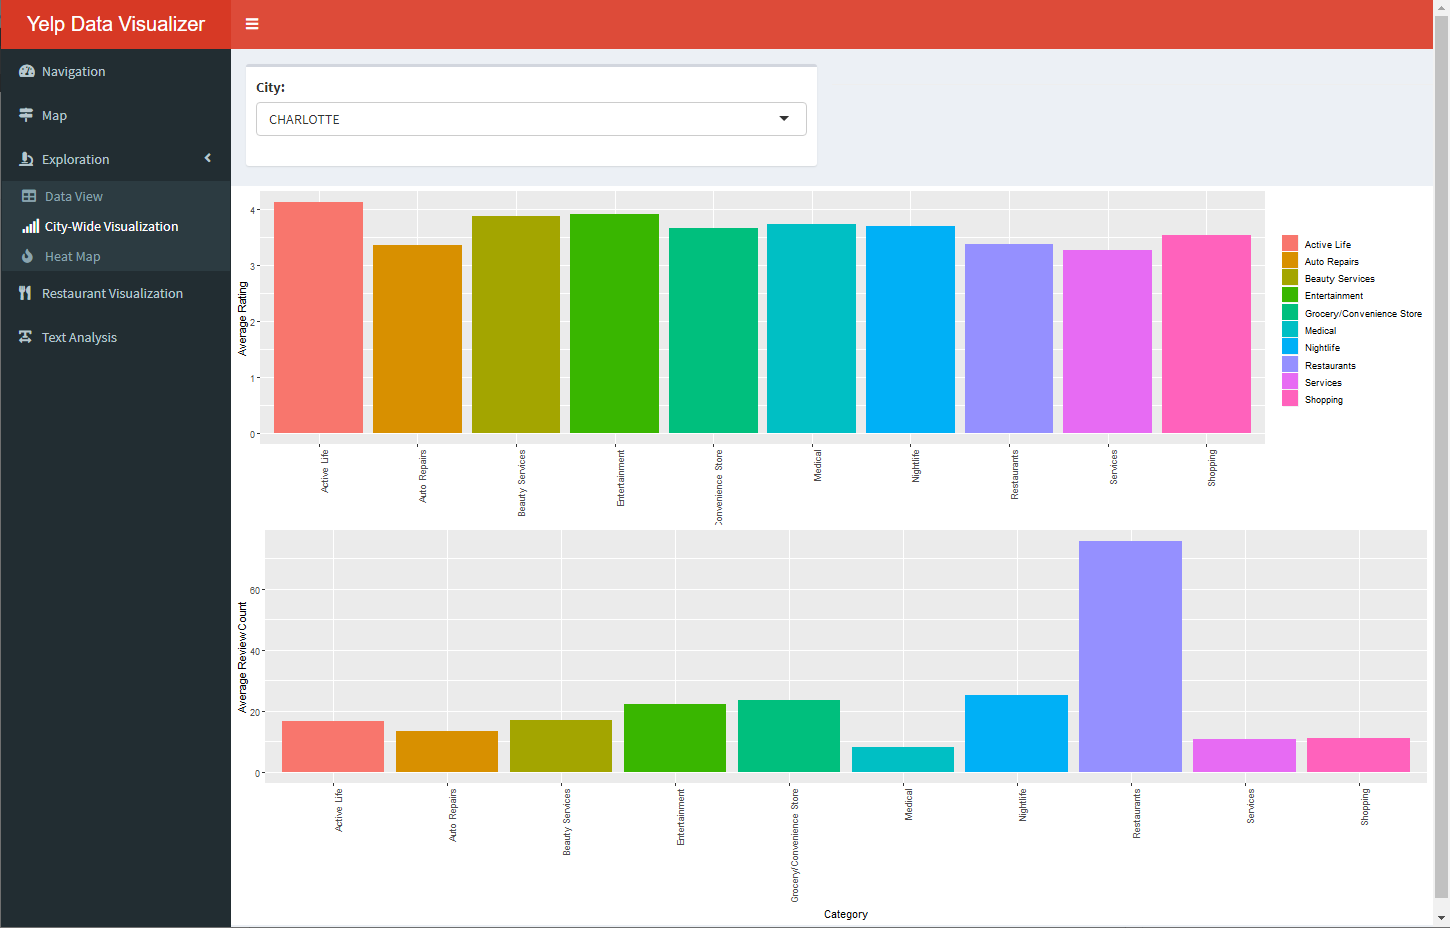 Yelp Data Visualizer
Navigation
Map
Exploration
Data View
City-Wide Visualization
Heat Map
Restaurant Visualization
Text Analysis
City:
CHARLOTTE
Average Rating
4
3
2
1
0
Active Life
Auto Repairs
Beauty Services
Entertainment
Convenience Store
Medical
Nightlife
Restaurants
Services
Shopping
Active Life
Auto Repairs
Beauty Services
Entertainment
Grocery/Convenience Store
Medical
Nightlife
Restaurants
Services
Shopping
Average Review Count
60
40
20
0
Active Life
Auto Repairs
Beauty Services
Entertainment
Grocery/Convenience Store
Medical
Nightlife
Restaurants
Services
Shopping
Category